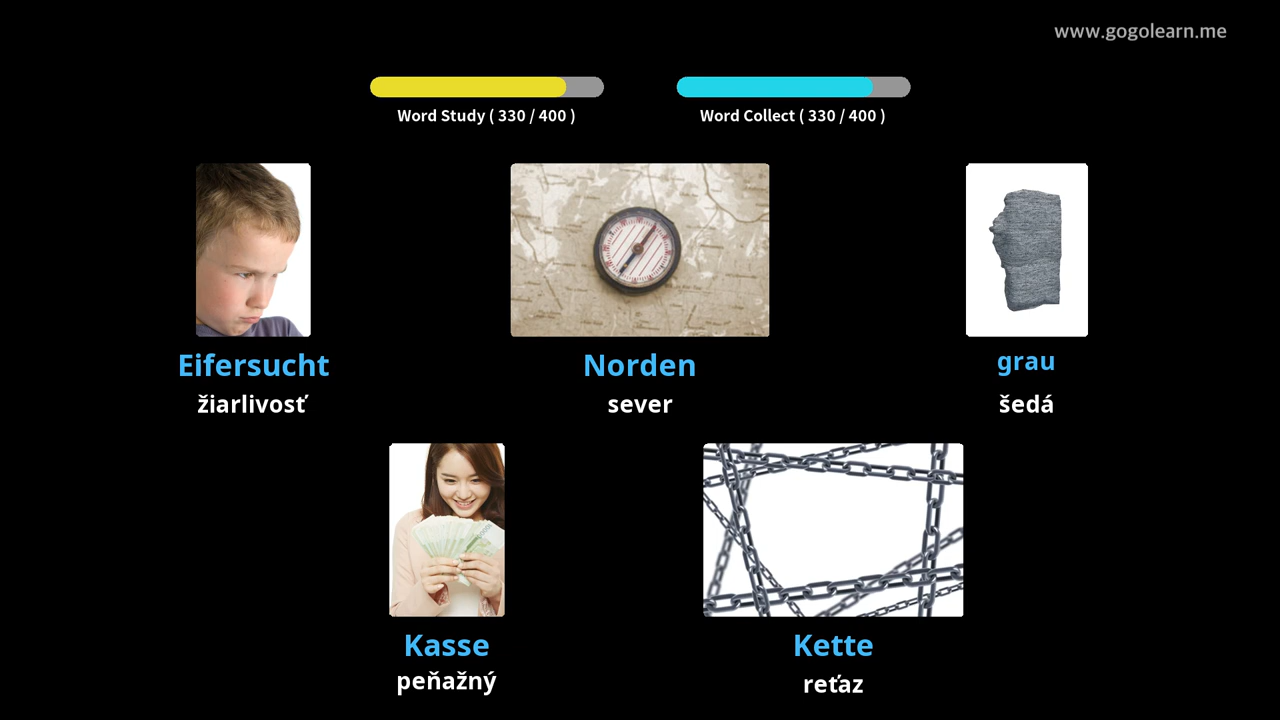 www.gogolearn.me
Word Study ( 330 / 400 )
Word Collect ( 330 / 400 )
Eifersucht
žiarlivosť
Norden
sever
grau
šedá
Kasse
peňažný
Kette
reťaz